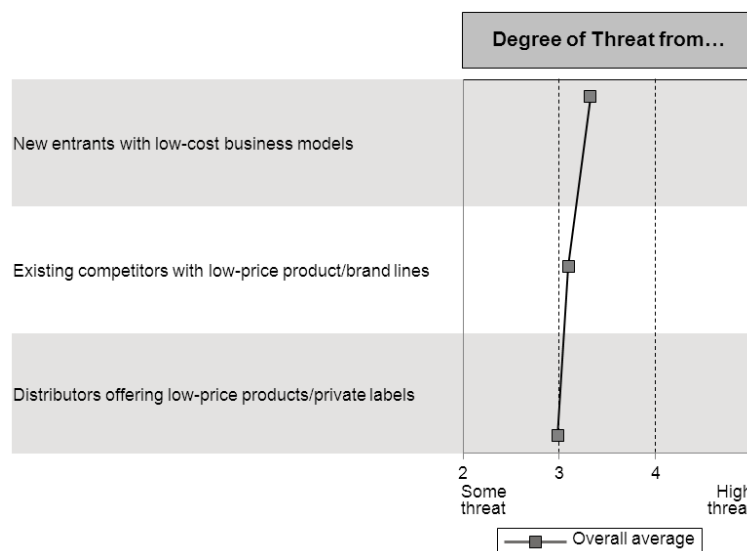 Degree of Threat from…
New entrants with low-cost business models
Existing competitors with low-price product/brand lines
Distributors offering low-price products/private labels
2 3 4
Some High
threat threat
Overall average